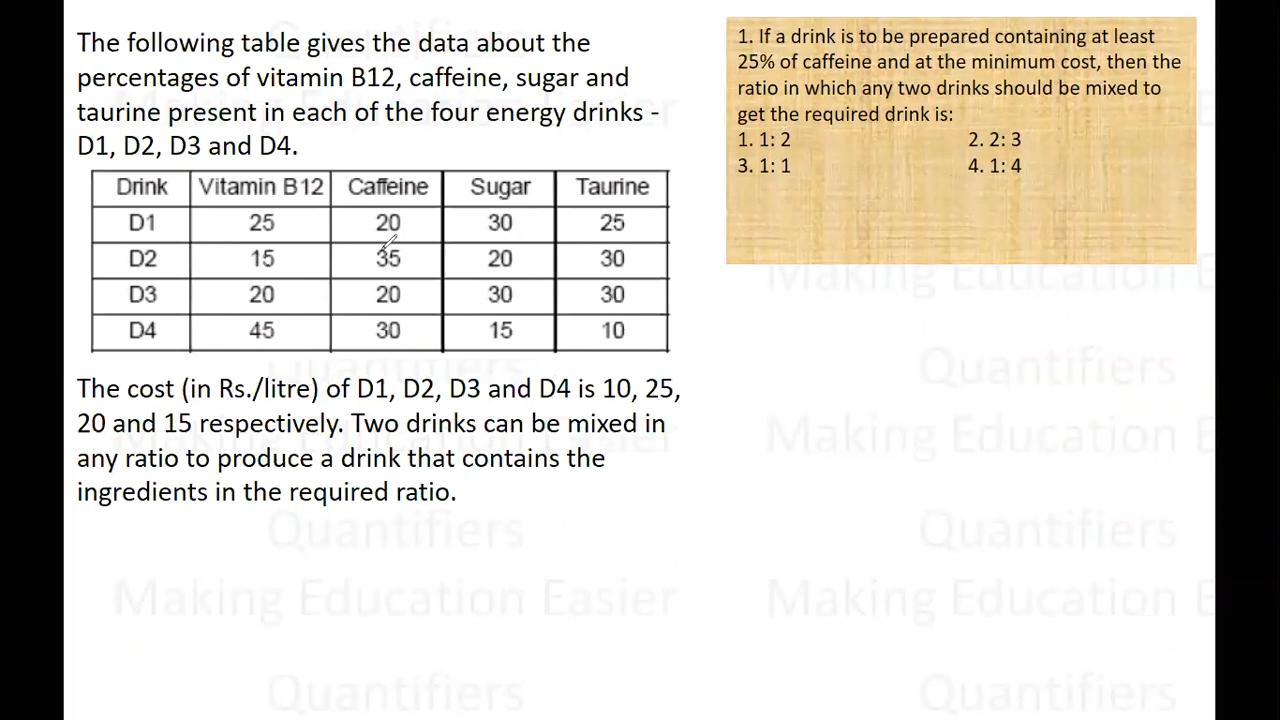 The following table gives the data about the
percentages of vitamin B12, caffeine, sugar and
taurine present in each of the four energy drinks -
D1, D2, D3 and D4.
Drink Vitamin B12 Caffeine Sugar Taurine
D1 25 20 30 25
D2 15 35 20 30
D3 20 20 30 30
D4 45 30 15 10
The cost (in Rs./litre) of D1, D2, D3 and D4 is 10, 25,
20 and 15 respectively. Two drinks can be mixed in
any ratio to produce a drink that contains the
ingredients in the required ratio.
1. If a drink is to be prepared containing at least
25% of caffeine and at the minimum cost, then the
ratio in which any two drinks should be mixed to
get the required drink is:
1. 1: 2 2. 2: 3
3. 1: 1 4. 1: 4
Making Education E
Quantifiers
Making Education Easier Making Education E
Quantifiers Quantifiers
Making Education Easier Making Education E
Quantifiers Quantifiers